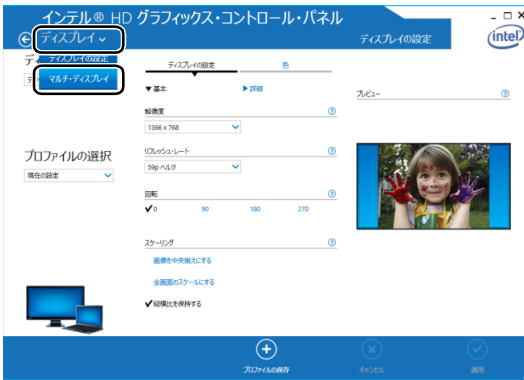 インテル® HD グラフィックス・コントロール・パネル
ディスプレイ
ディスプレイの設定
intel
ディスプレイの設定
マルチ・ディスプレイ
ディスプレイの設定
色
▼ 基本
▶ 詳細
プレビュー
解像度
1366 x 768
プロファイルの選択
現在の設定
リフレッシュ・レート
59p ヘルツ
回転
✓0 90 180 270
スケーリング
画像を中央揃えにする
全画面のスケールにする
✓縦横比を保持する
プロファイルの保存
キャンセル
適用